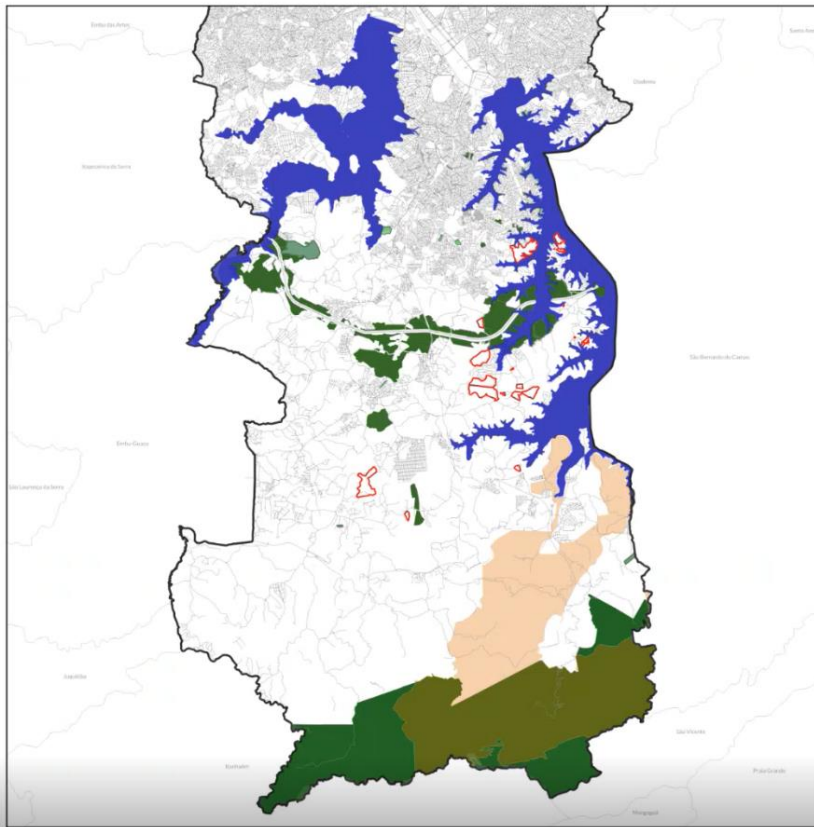 Embu das Artes
Santo André
Diadema
Itapecerica da Serra
São Bernardo do Campo
Embu-Guaçu
São Lourenço da Serra
Juquitiba
São Vicente
Itanhaém
Praia Grande
Mongaguá